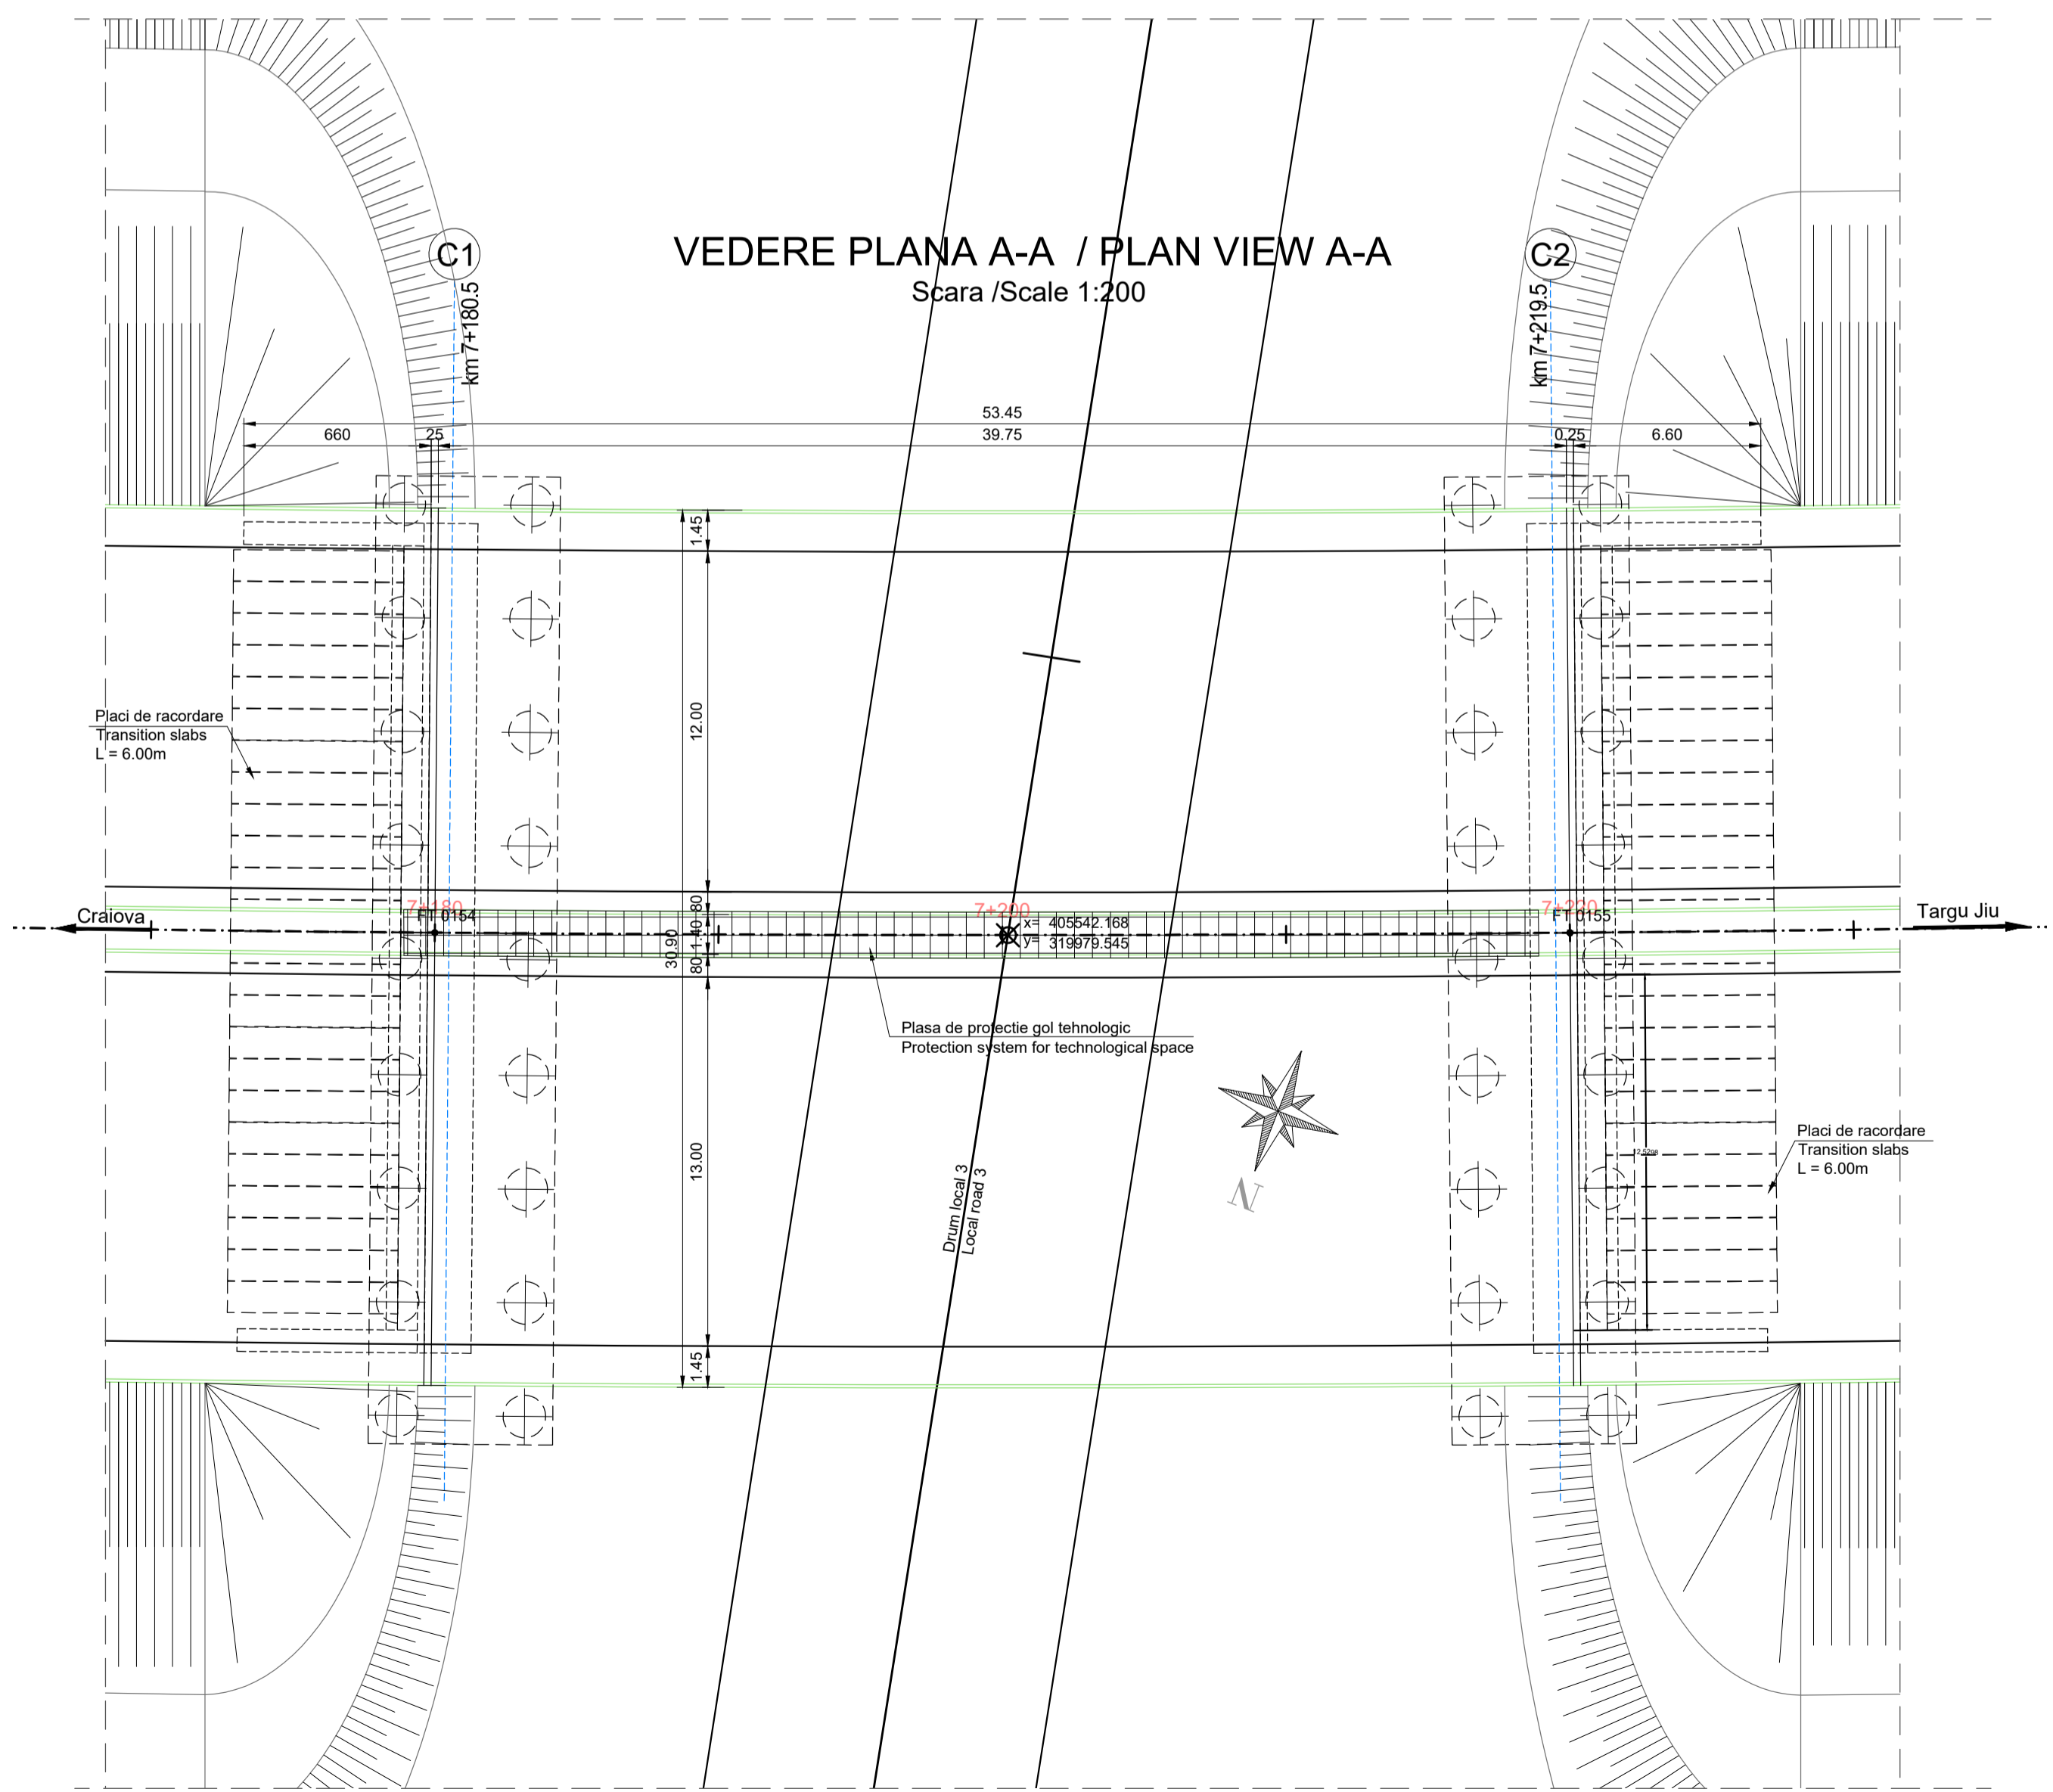 VEDERE PLANA A-A / PLAN VIEW A-A
Scara /Scale 1:200
C1
km 7+180.5
C2
km 7+219.5
53.45
660
25
39.75
0.25
6.60
1.45
12.00
Placi de racordare
Transition slabs
L = 6.00m
80
1.40
80
30.90
Craiova
7+180
FT 0154
7+200
x= 405542.168
y= 319979.545
7+220
FT 0155
Targu Jiu
Plasa de protectie gol tehnologic
Protection system for technological space
13.00
Drum local 3
Local road 3
N
Placi de racordare
Transition slabs
L = 6.00m
1.45